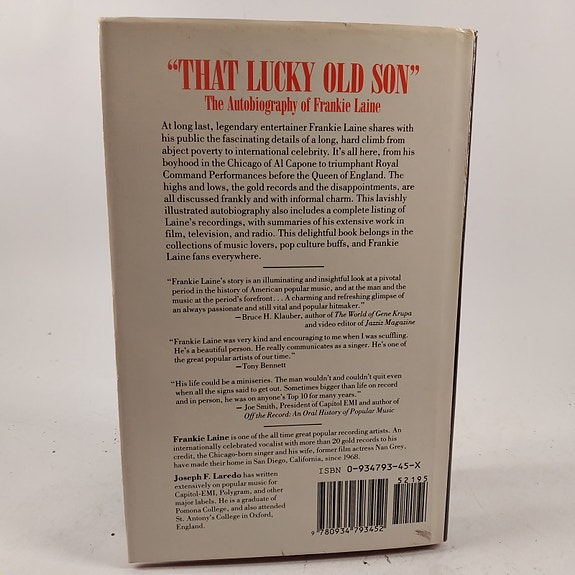 “THAT LUCKY OLD SON”
The Autobiography of Frankie Laine
At long last, legendary entertainer Frankie Laine shares with
his public the fascinating details of a long, hard climb from
abject poverty to international celebrity. It’s all here, from his
boyhood in the Chicago of Al Capone to triumphant Royal
Command Performances before the Queen of England. The
highs and lows, the gold records and the disappointments, are
all discussed frankly and with informal charm. This lavishly
illustrated autobiography also includes a complete listing of
Laine’s recordings, with summaries of his extensive work in
film, television, and radio. This delightful book belongs in the
collections of music lovers, pop culture buffs, and Frankie
Laine fans everywhere.
“Frankie Laine’s story is an illuminating and insightful look at a pivotal
period in the history of American popular music, and at the man and the
music at the period’s forefront . . . A charming and refreshing glimpse of
an always passionate and still vital and popular hitmaker.”
— Bruce H. Klauber, author of The World of Gene Krupa
and video editor of Jazziz Magazine
“Frankie Laine was very kind and encouraging to me when I was scuffling.
He’s a beautiful person. He really communicates as a singer. He’s one of
the great popular artists of our time.”
— Tony Bennett
“His life could be a miniseries. The man wouldn’t and couldn’t quit even
when all the signs said to get out. Sometimes bigger than life on record
and in person, he was on anyone’s Top 10 for many years.”
— Joe Smith, President of Capitol EMI and author of
Off the Record: An Oral History of Popular Music
Frankie Laine is one of the all time great popular recording artists. An
internationally celebrated vocalist with more than 20 gold records to his
credit, the Chicago-born singer and his wife, former film actress Nan Grey,
have made their home in San Diego, California, since 1968.
Joseph F. Laredo has written
extensively on popular music for
Capitol-EMI, Polygram, and other
major labels. He is a graduate of
Pomona College, and also attended
St. Antony’s College in Oxford,
England.
ISBN 0-934793-45-X
52195
9 780934 793452